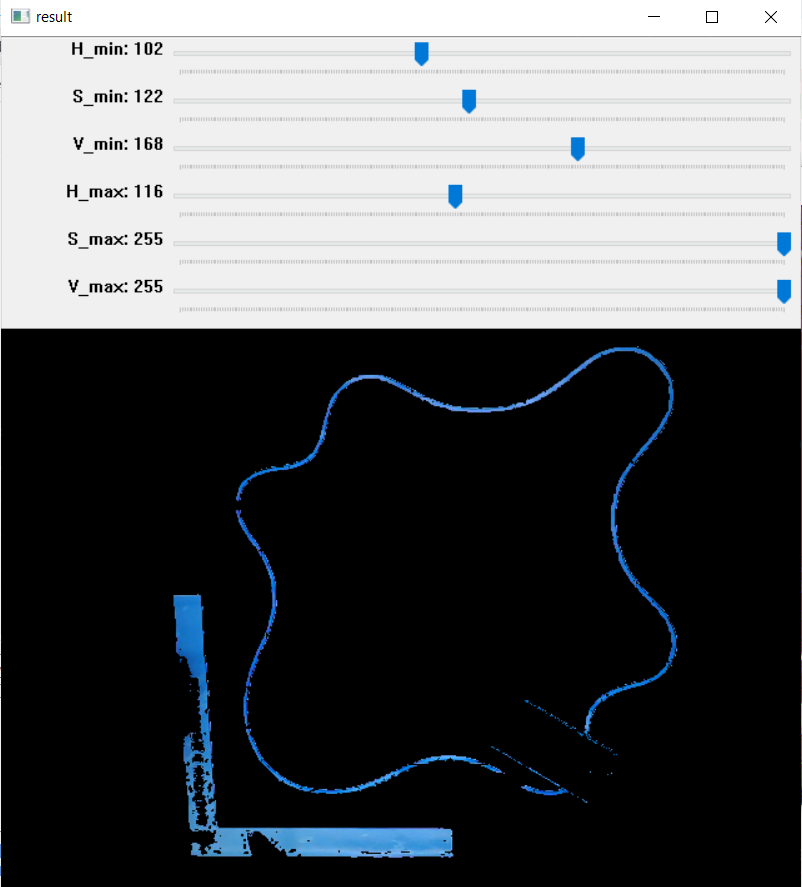 result
H_min: 102
S_min: 122
V_min: 168
H_max: 116
S_max: 255
V_max: 255